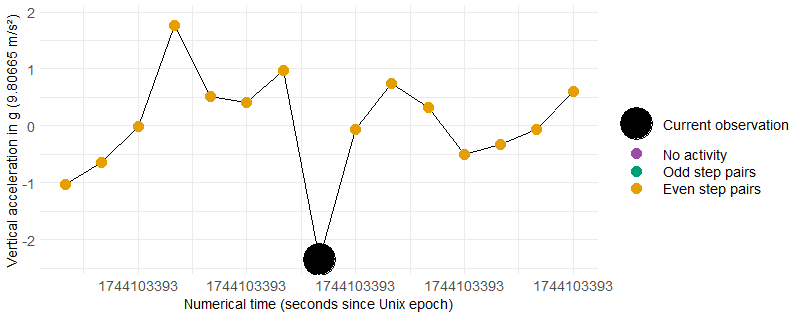 Vertical acceleration in g (9.80665 m/s²)
2
1
0
-1
-2
1744103393 1744103393 1744103393 1744103393 1744103393
Numerical time (seconds since Unix epoch)
Current observation
No activity
Odd step pairs
Even step pairs